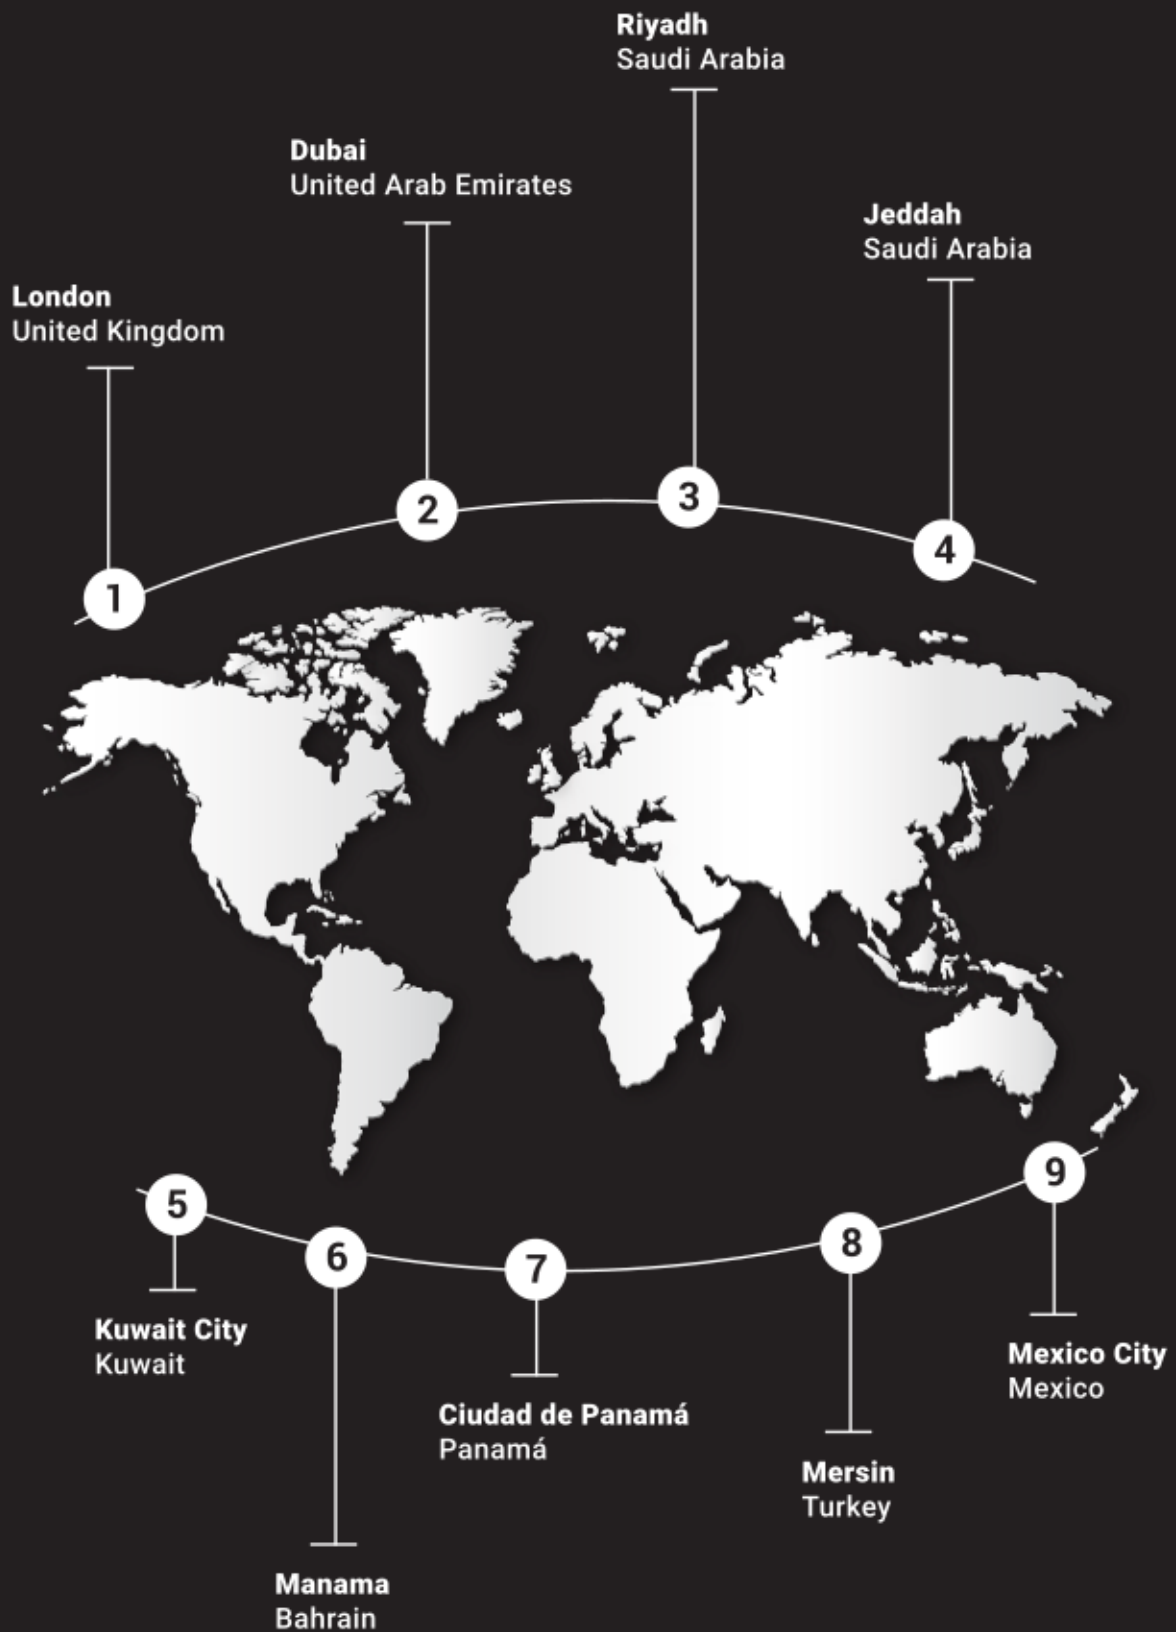 Riyadh
Saudi Arabia
Dubai
United Arab Emirates
Jeddah
Saudi Arabia
London
United Kingdom
3
2
4
1
9
5
8
6
7
Kuwait City
Kuwait
Mexico City
Mexico
Ciudad de Panamá
Panamá
Mersin
Turkey
Manama
Bahrain